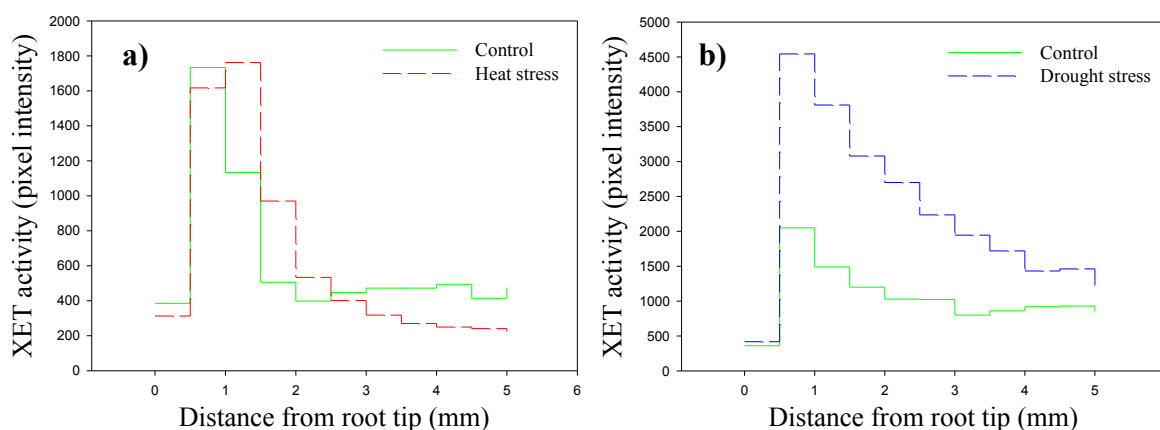 a)
XET activity (pixel intensity)
2000
1800
1600
1400
1200
1000
800
600
400
200
0
Control
Heat stress
0 1 2 3 4 5 6
Distance from root tip (mm)
b)
XET activity (pixel intensity)
5000
4500
4000
3500
3000
2500
2000
1500
1000
500
0
Control
Drought stress
0 1 2 3 4 5
Distance from root tip (mm)